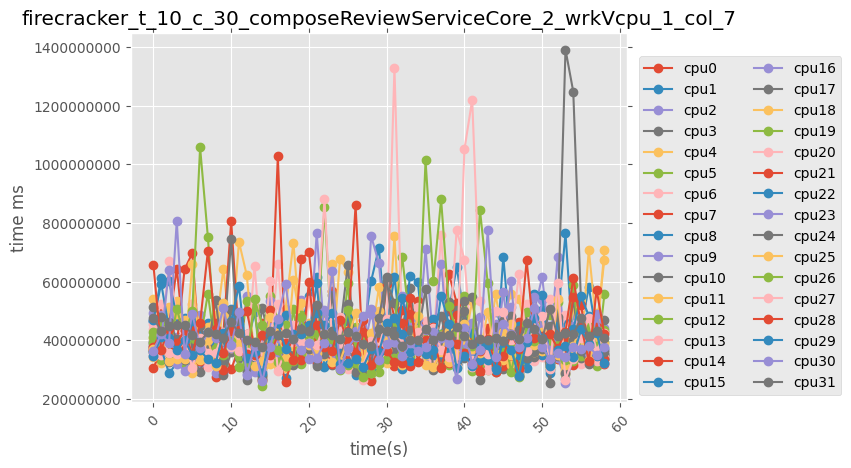 firecracker_t_10_c_30_composeReviewServiceCore_2_wrkVcpu_1_col_7
time ms
1400000000
1200000000
1000000000
800000000
600000000
400000000
200000000
0
10
20
30
40
50
60
time(s)
cpu0
cpu1
cpu2
cpu3
cpu4
cpu5
cpu6
cpu7
cpu8
cpu9
cpu10
cpu11
cpu12
cpu13
cpu14
cpu15
cpu16
cpu17
cpu18
cpu19
cpu20
cpu21
cpu22
cpu23
cpu24
cpu25
cpu26
cpu27
cpu28
cpu29
cpu30
cpu31